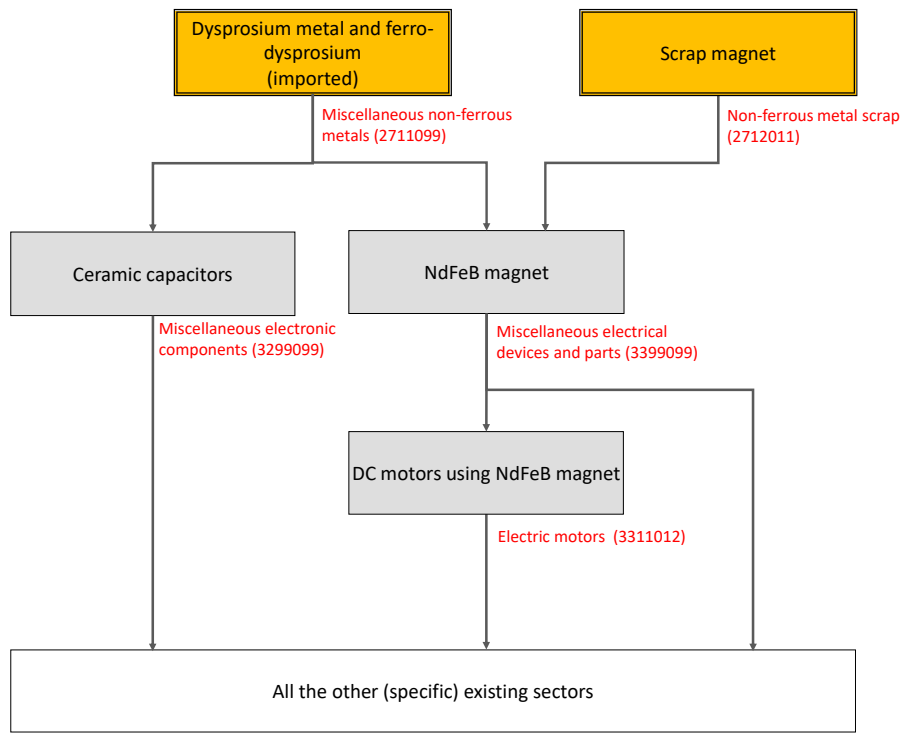 Dysprosium metal and ferro-
dysprosium
(imported)
Scrap magnet
Miscellaneous non-ferrous
metals (2711099)
Non-ferrous metal scrap
(2712011)
Ceramic capacitors
NdFeB magnet
Miscellaneous electronic
components (3299099)
Miscellaneous electrical
devices and parts (3399099)
DC motors using NdFeB magnet
Electric motors (3311012)
All the other (specific) existing sectors